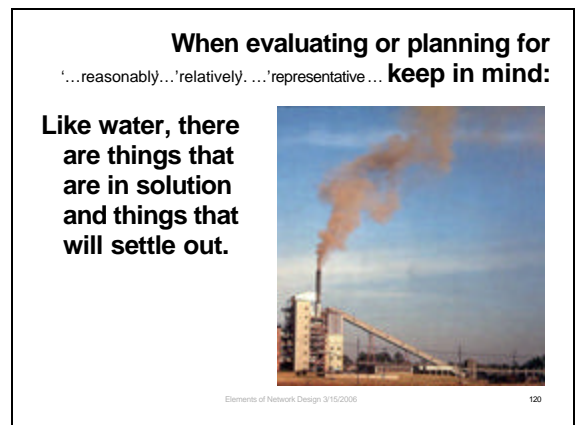 When evaluating or planning for
‘…reasonably’…’relatively’. …’representative… keep in mind:
Like water, there
are things that
are in solution
and things that
will settle out.
Elements of Network Design 3/15/2006
120